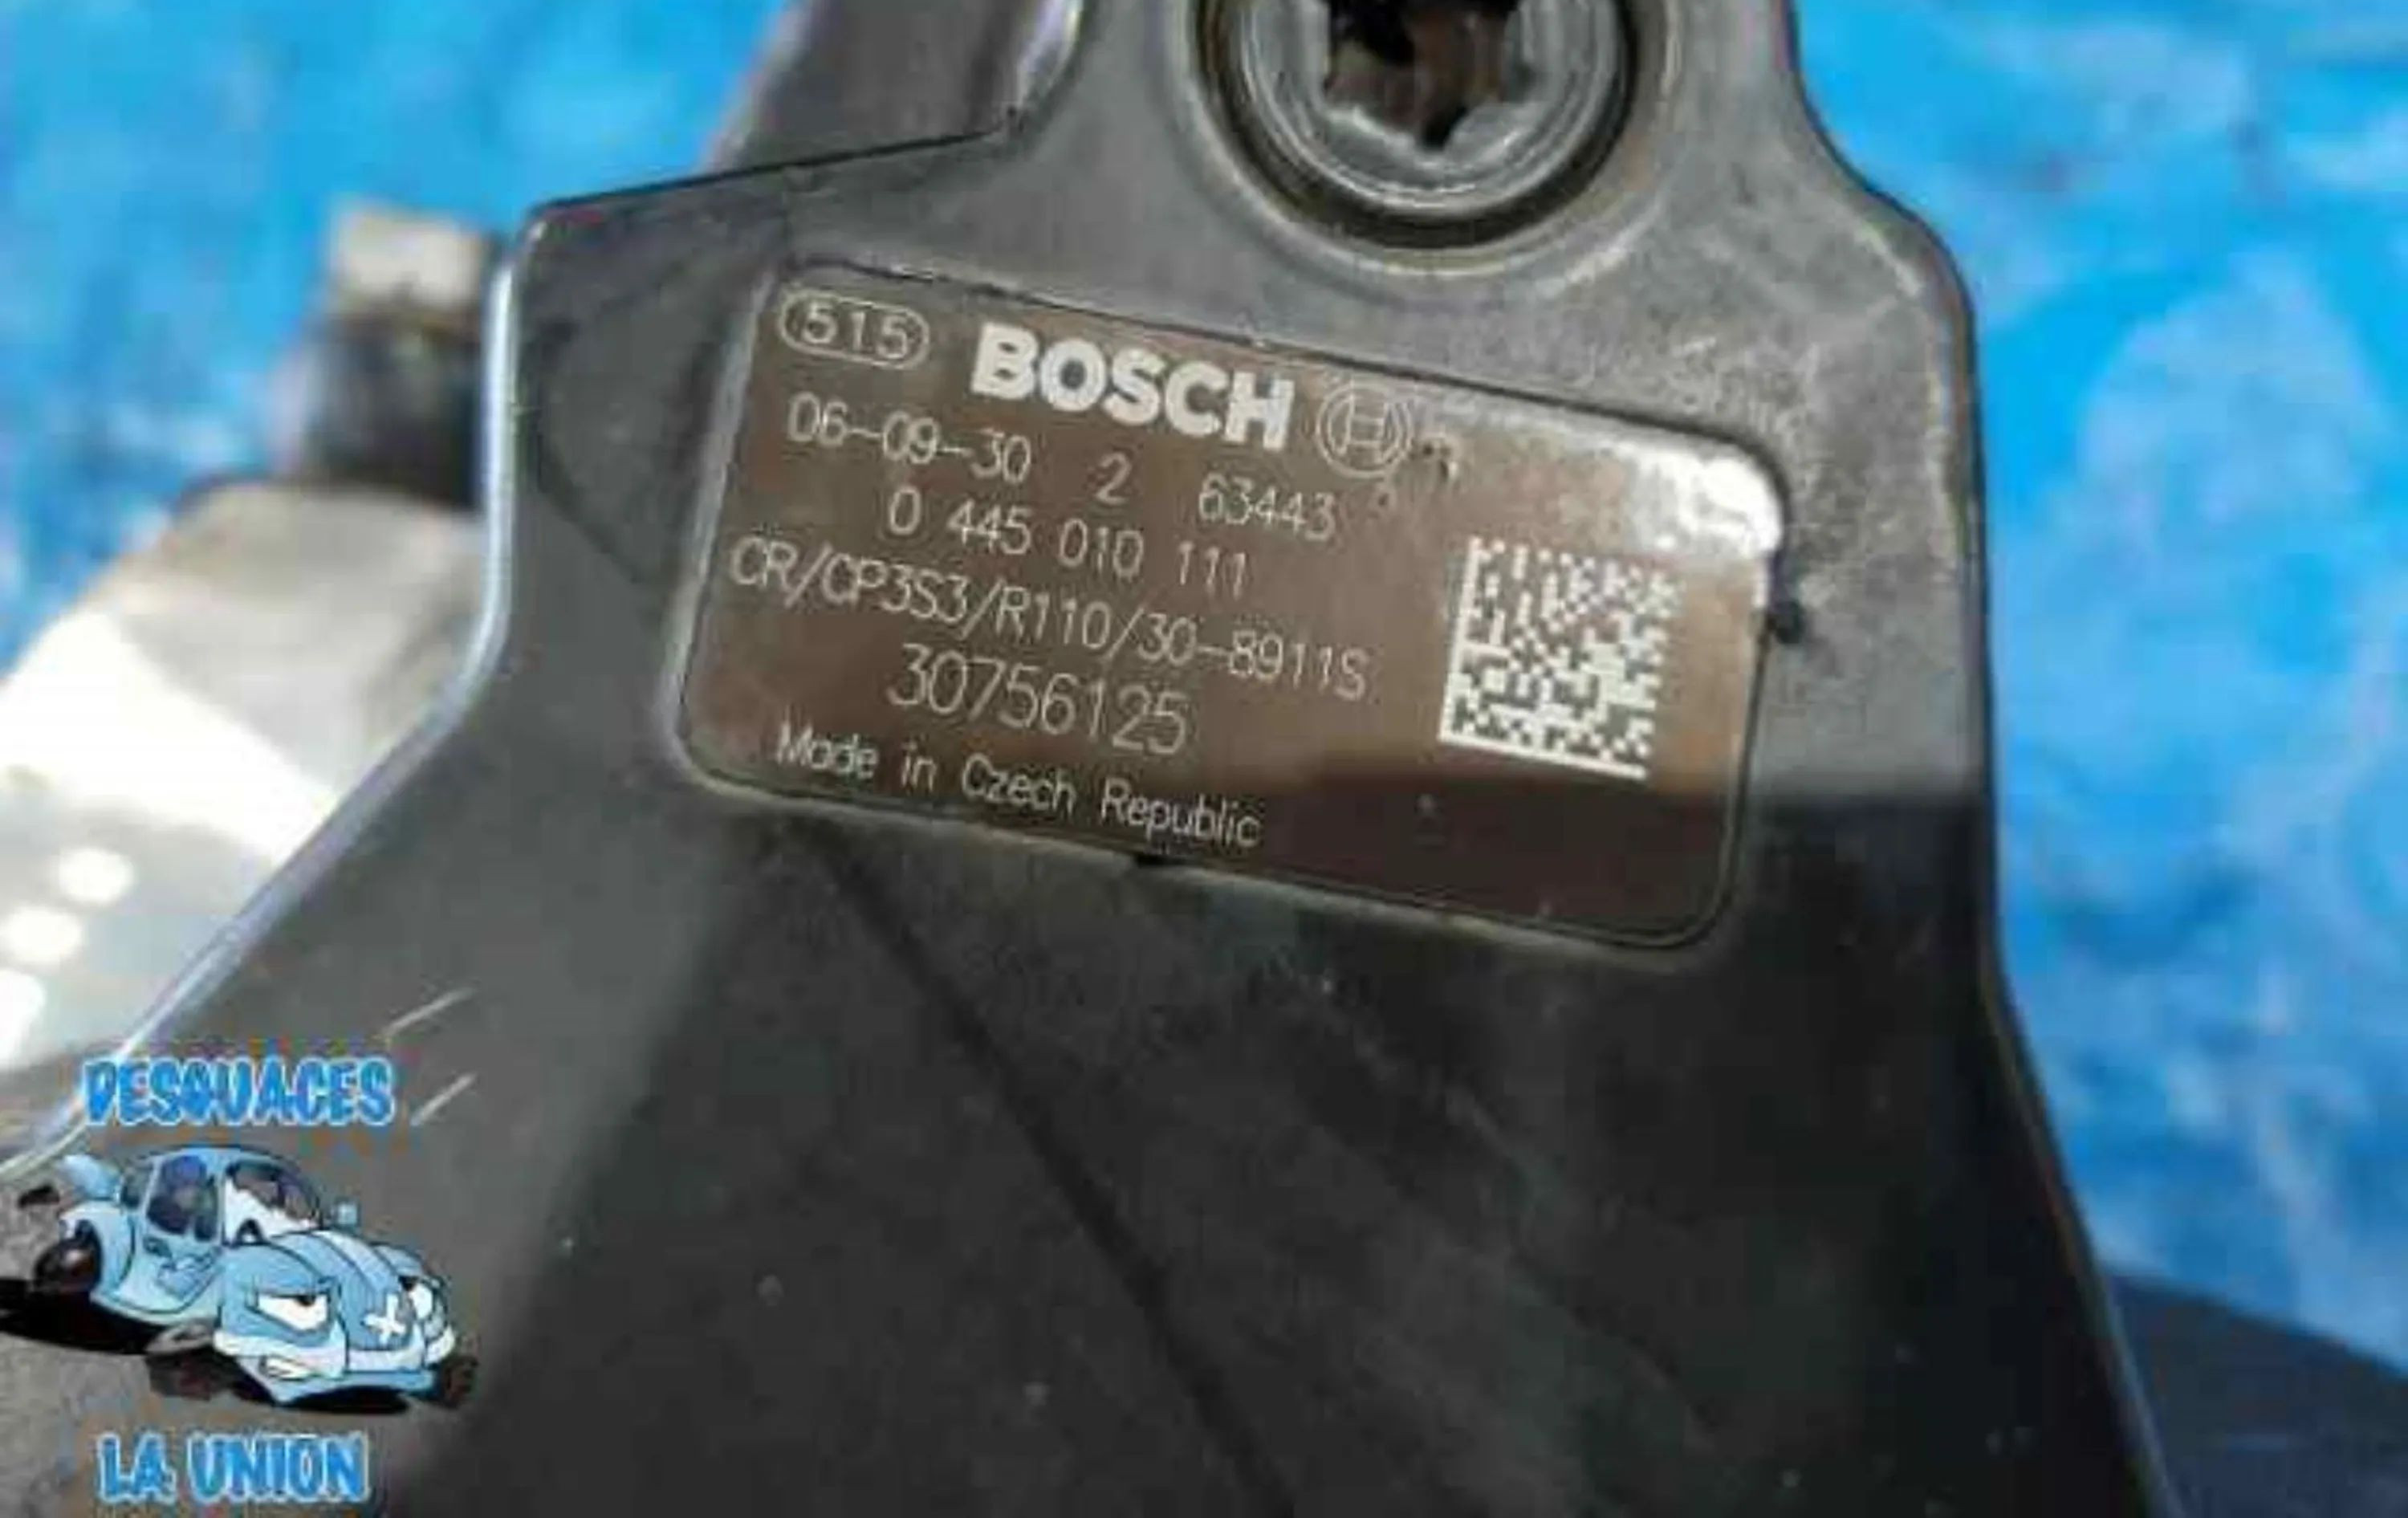 515 BOSCH
06-09-30 2 63443
0 445 010 111
CR/CP3S3/R110/30-8911S
30756125
Made in Czech Republic
DESGUACES
LA UNION